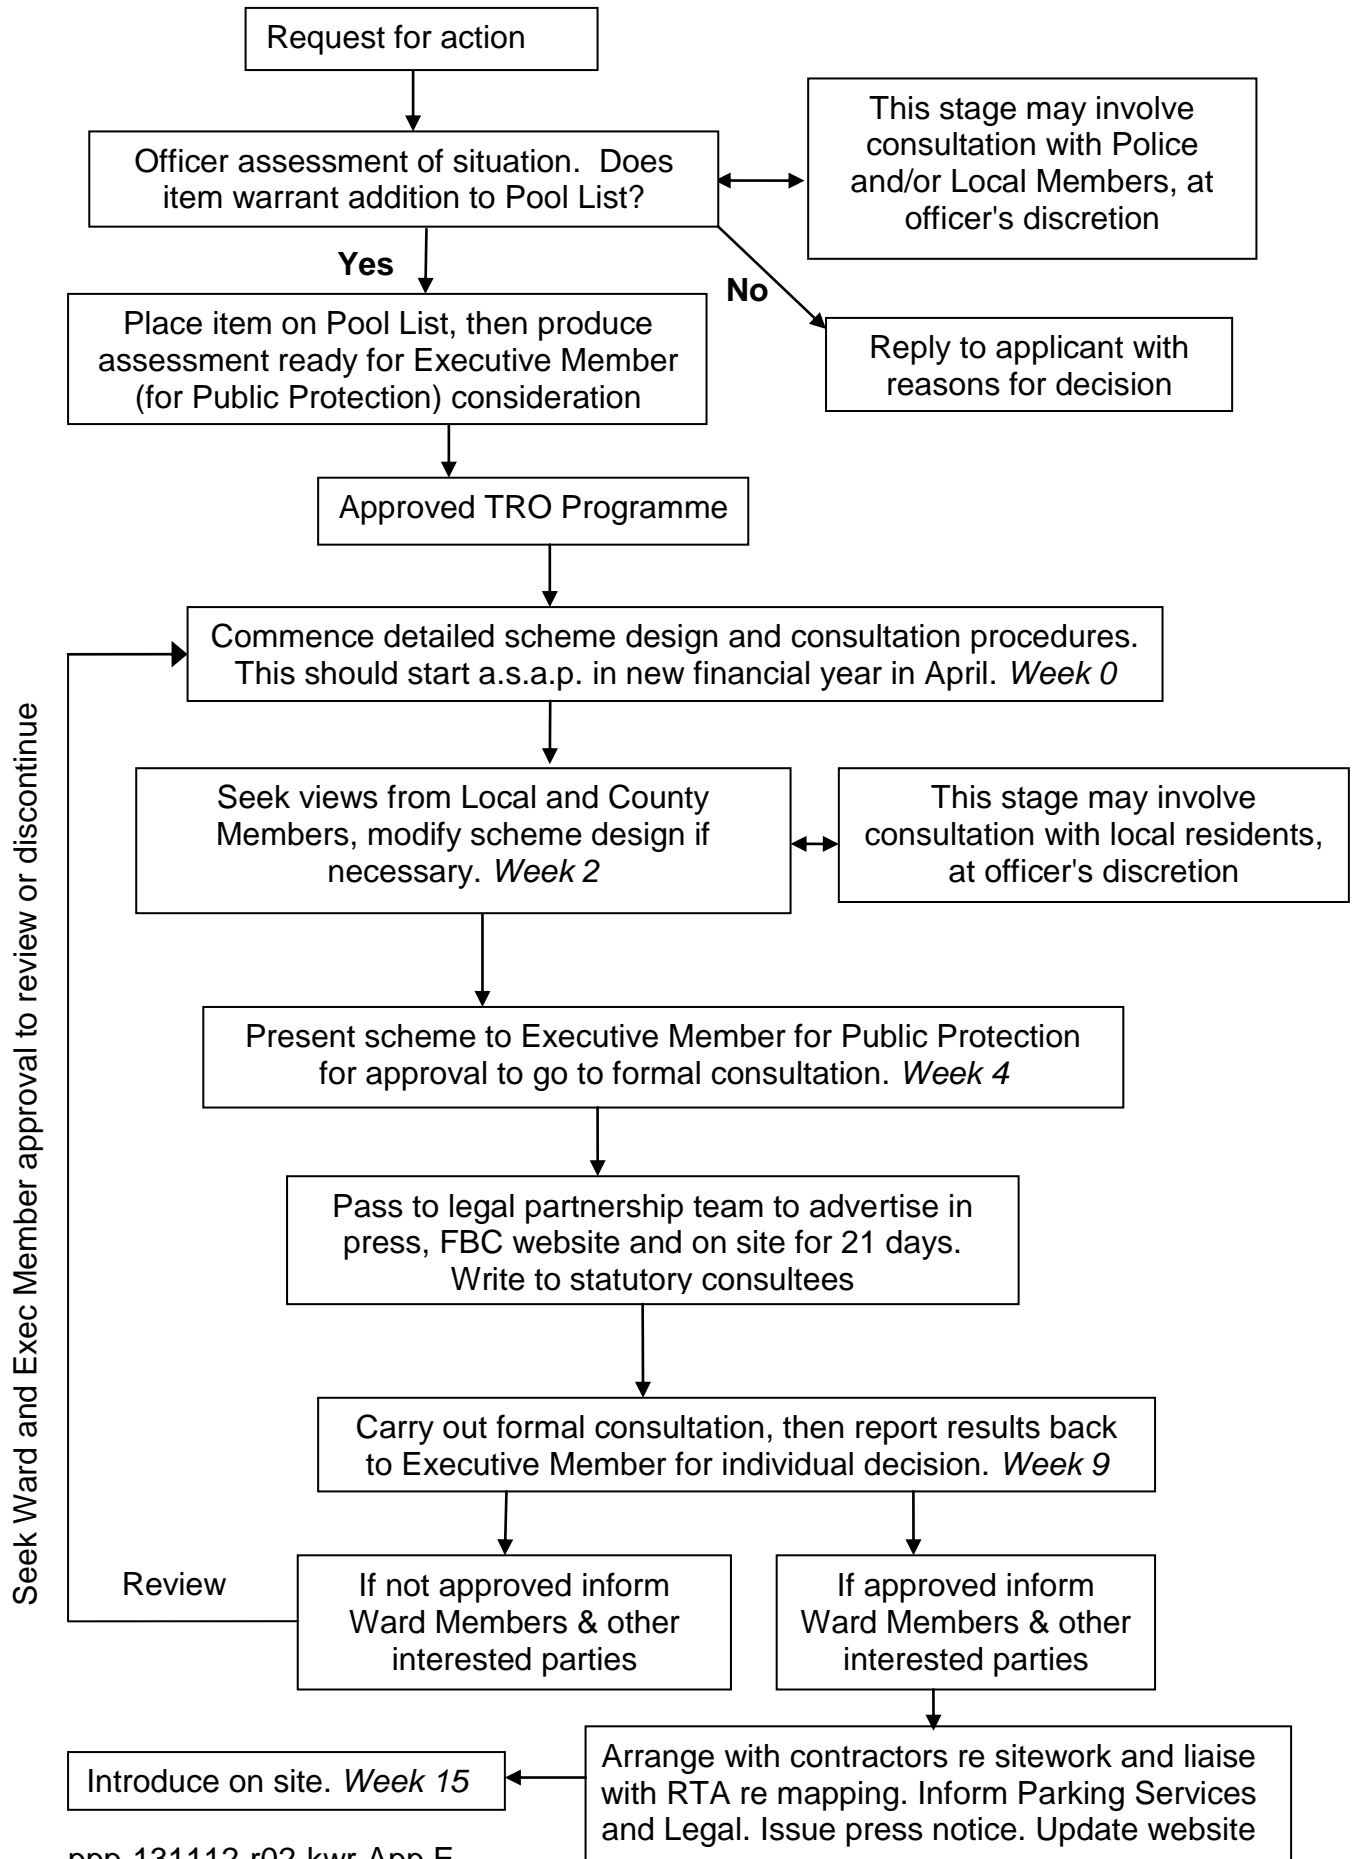 Request for action
This stage may involve
consultation with Police
and/or Local Members, at
officer's discretion
Officer assessment of situation.  Does
item warrant addition to Pool List?
Yes
No
Place item on Pool List, then produce
assessment ready for Executive Member
(for Public Protection) consideration
Reply to applicant with
reasons for decision
Approved TRO Programme
Commence detailed scheme design and consultation procedures.
This should start a.s.a.p. in new financial year in April. Week 0
Seek views from Local and County
Members, modify scheme design if
necessary. Week 2
This stage may involve
consultation with local residents,
at officer's discretion
Seek Ward and Exec Member approval to review or discontinue
Present scheme to Executive Member for Public Protection
for approval to go to formal consultation. Week 4
Pass to legal partnership team to advertise in
press, FBC website and on site for 21 days.
Write to statutory consultees
Carry out formal consultation, then report results back
to Executive Member for individual decision. Week 9
Review
If not approved inform
Ward Members & other
interested parties
If approved inform
Ward Members & other
interested parties
Arrange with contractors re sitework and liaise
with RTA re mapping. Inform Parking Services
and Legal. Issue press notice. Update website
Introduce on site. Week 15
ppp-131112-r02-kwr-App F